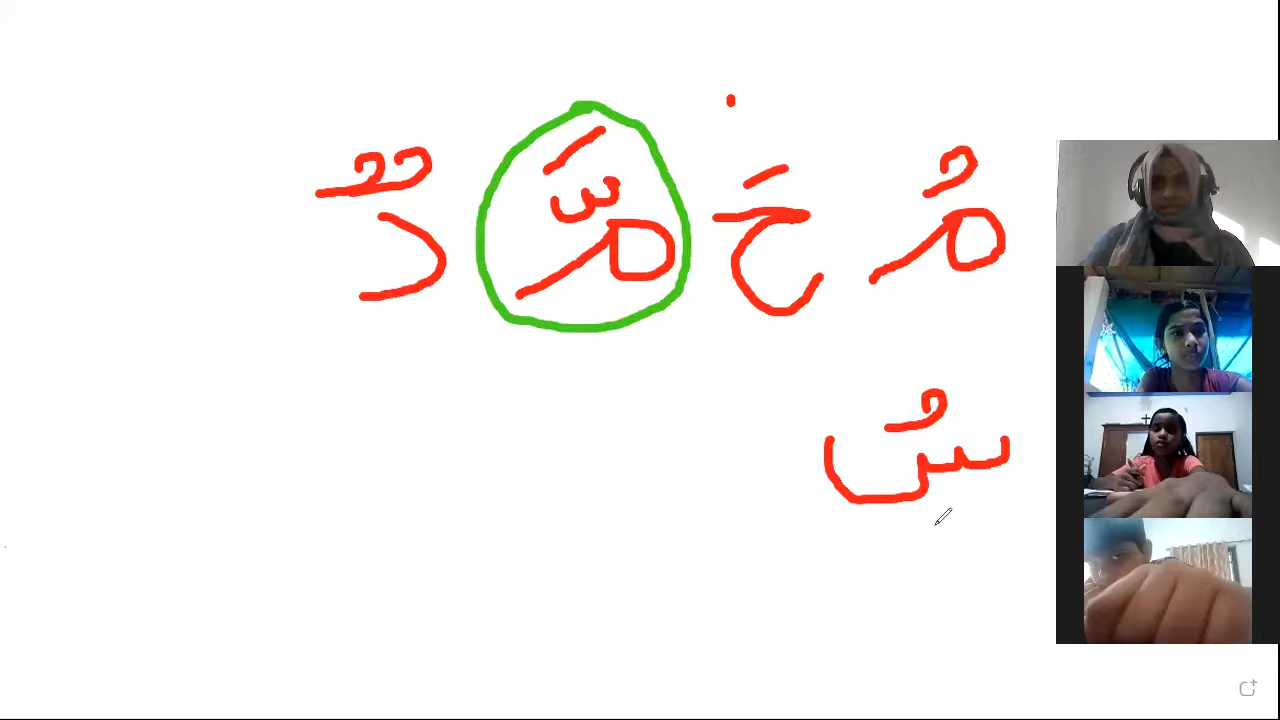 مُ حَ مَّ دٌ
سُ